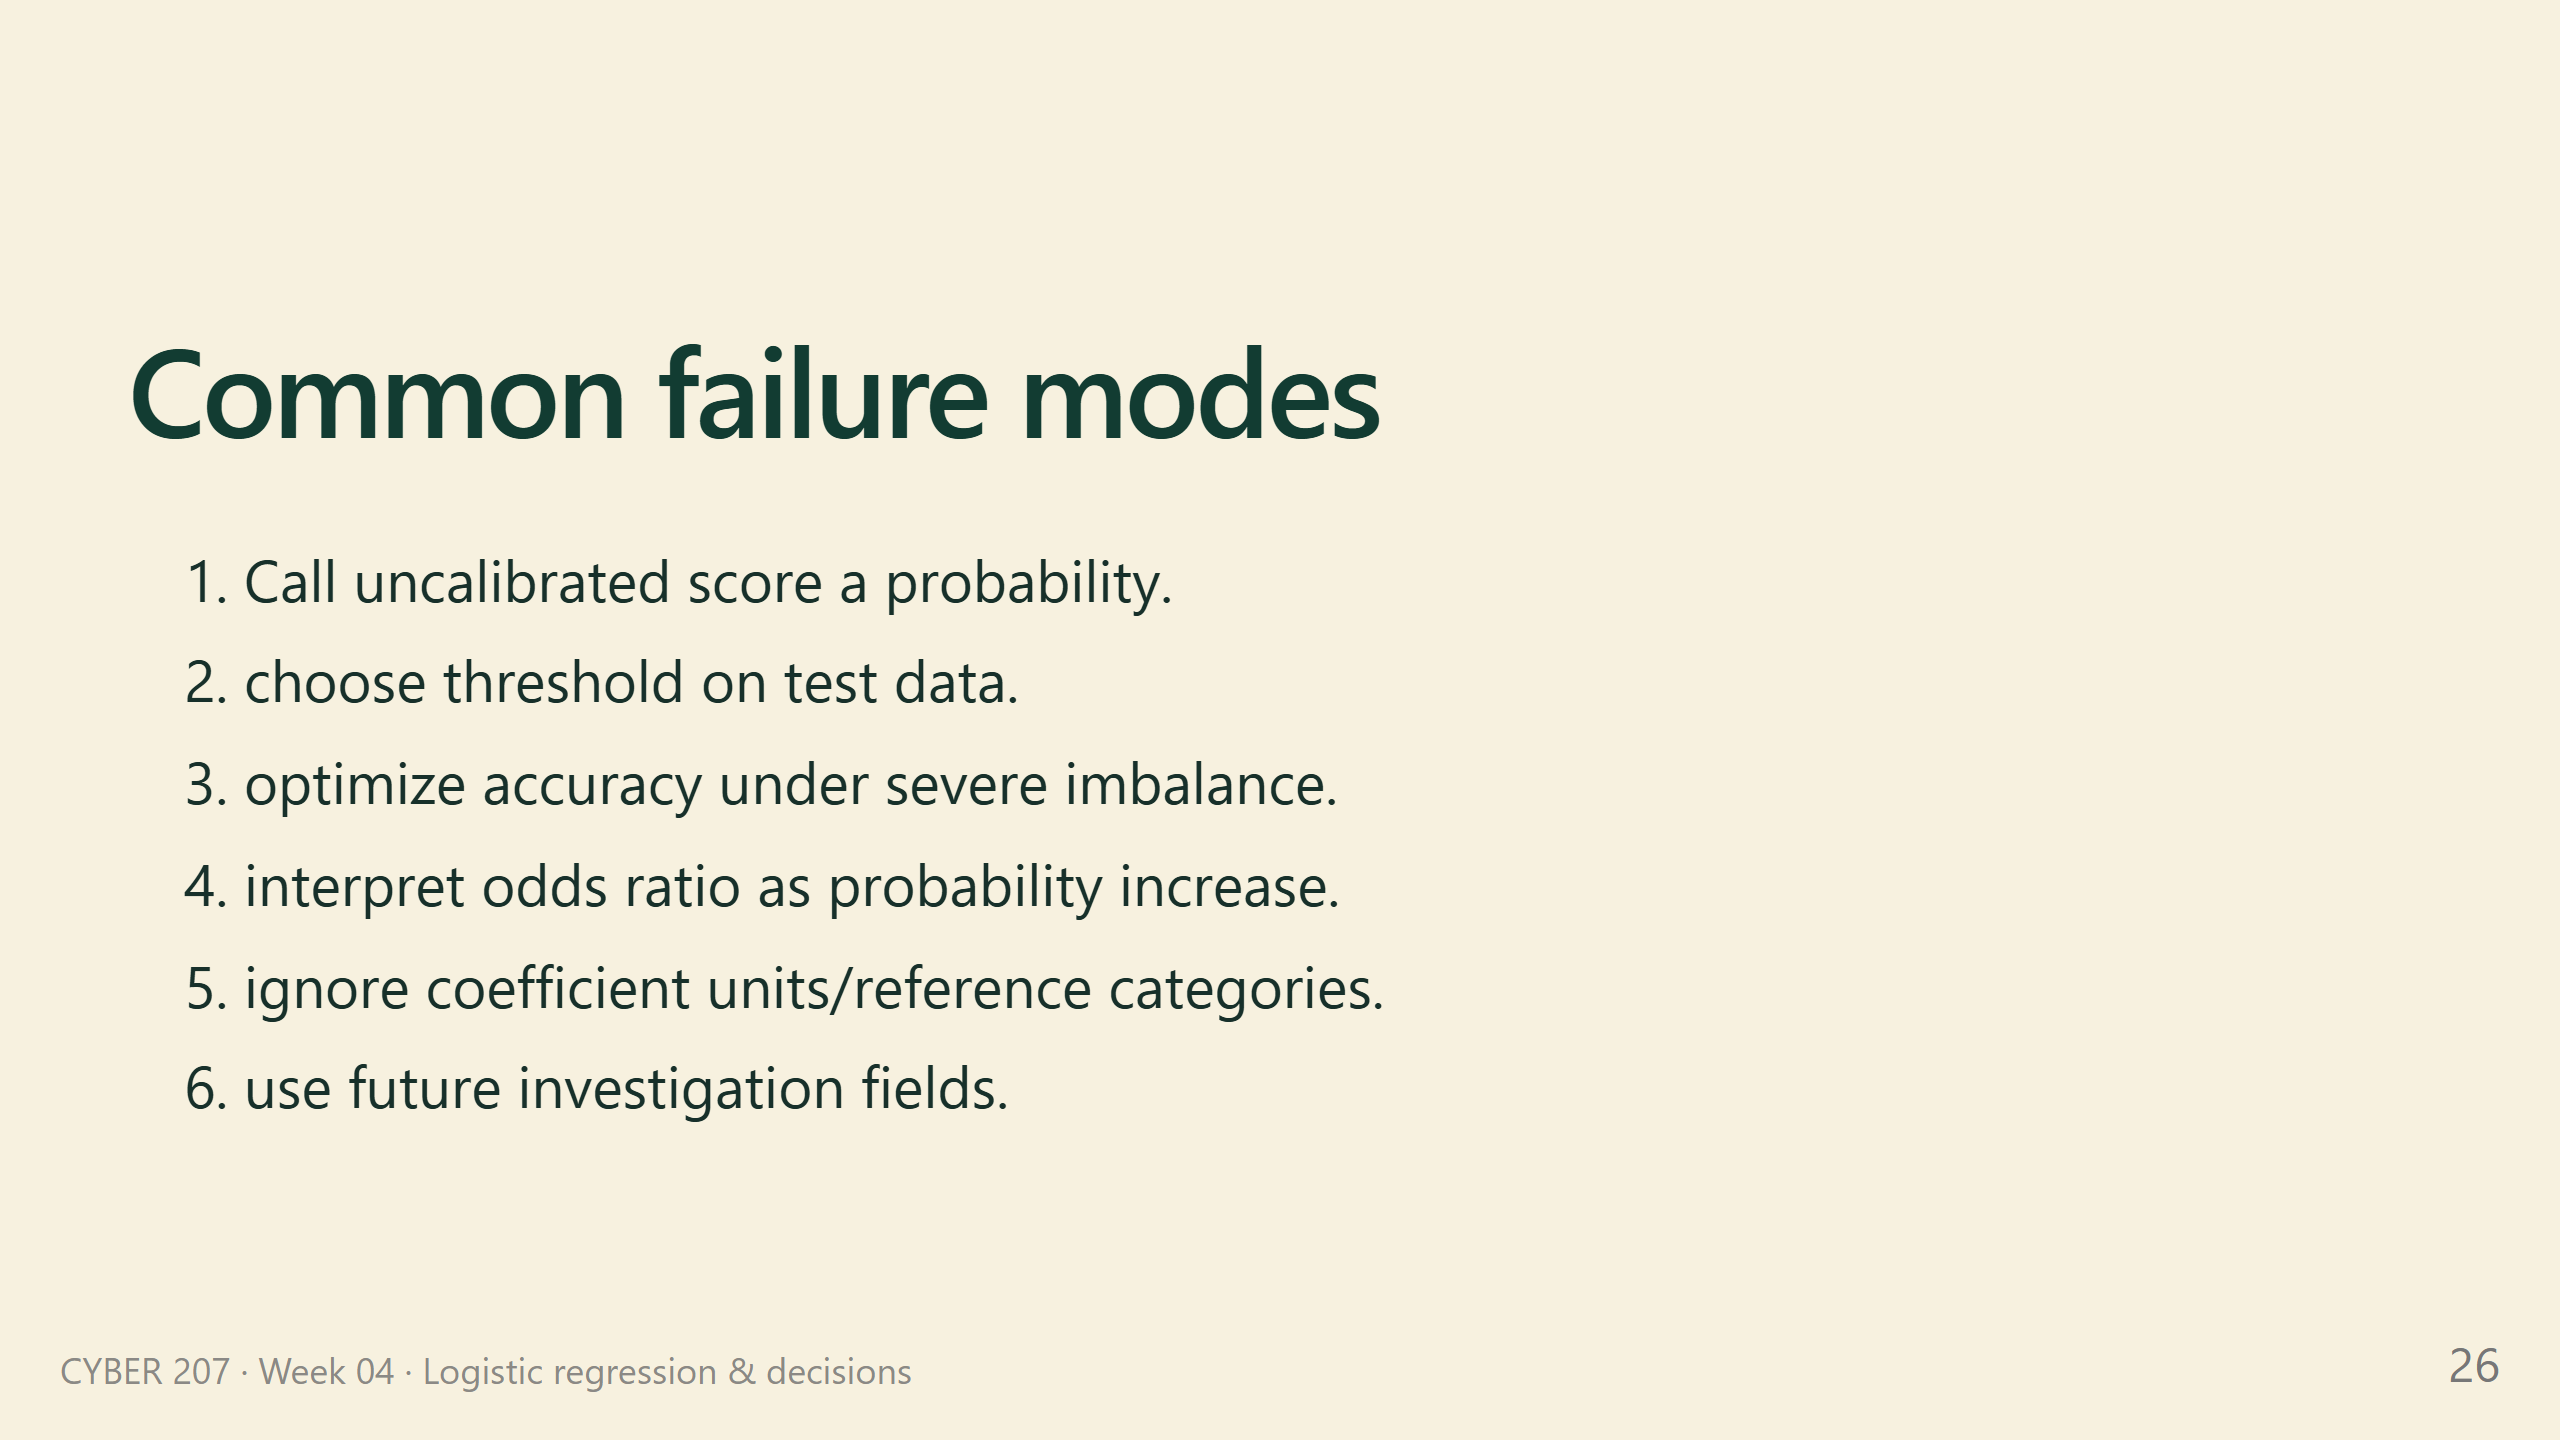 Common failure modes
1. Call uncalibrated score a probability.
2. choose threshold on test data.
3. optimize accuracy under severe imbalance.
4. interpret odds ratio as probability increase.
5. ignore coefficient units/reference categories.
6. use future investigation fields.
CYBER 207 · Week 04 · Logistic regression & decisions
26